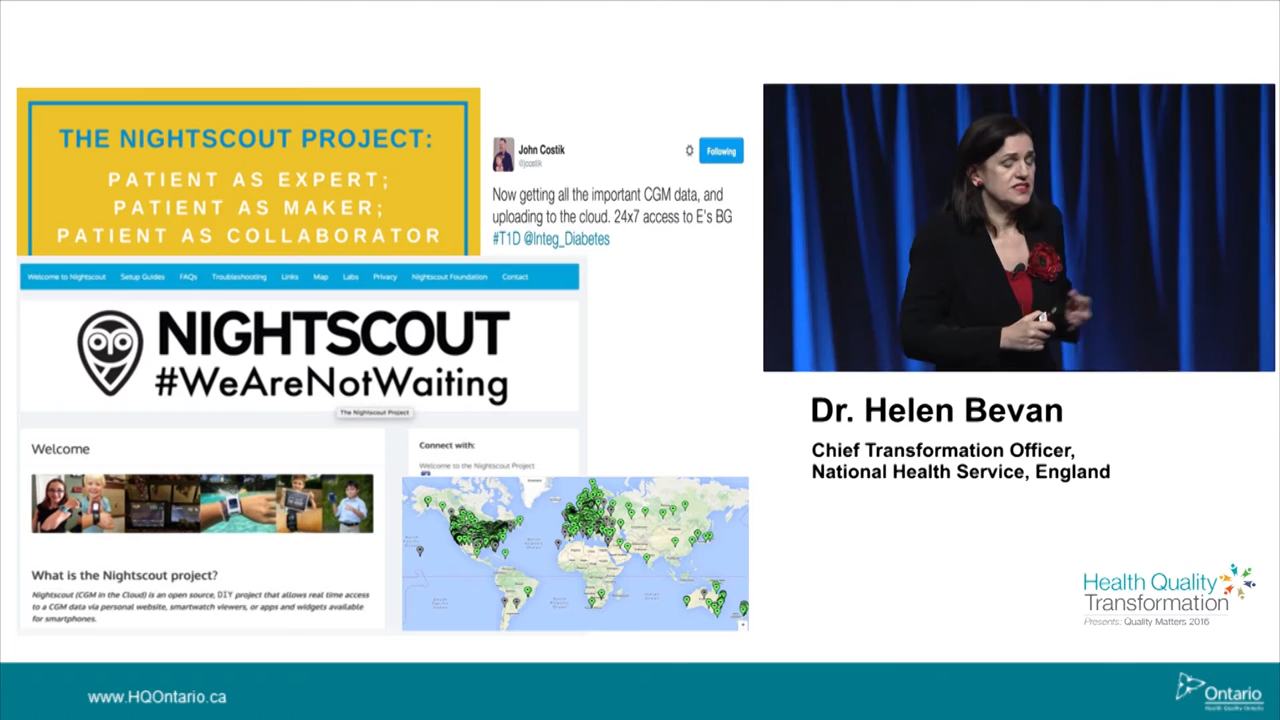 THE NIGHTSCOUT PROJECT:
PATIENT AS EXPERT;
PATIENT AS MAKER;
PATIENT AS COLLABORATOR
John Costik
@jcostik
Following
Now getting all the important CGM data, and
uploading to the cloud. 24x7 access to E's BG
#T1D @Integ_Diabetes
Welcome to Nightscout Setup Guides FAQs Troubleshooting Links Map Labs Privacy Nightscout Foundation Contact
NIGHTSCOUT
#WeAreNotWaiting
The Nightscout Project
Welcome
Connect with:
Welcome to the Nightscout Project
What is the Nightscout project?
Nightscout (CGM in the Cloud) is an open source, DIY project that allows real time access
to a CGM data via personal website, smartwatch viewers, or apps and widgets available
for smartphones.
Dr. Helen Bevan
Chief Transformation Officer,
National Health Service, England
Health Quality
Transformation
Presents: Quality Matters 2016
www.HQOntario.ca
Ontario
Health Quality Ontario